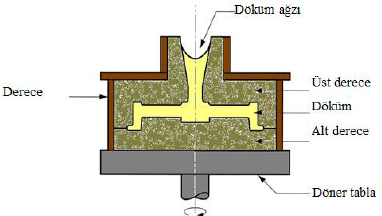 Döküm ağzı
Derece
Üst derece
Döküm
Alt derece
Döner tabla